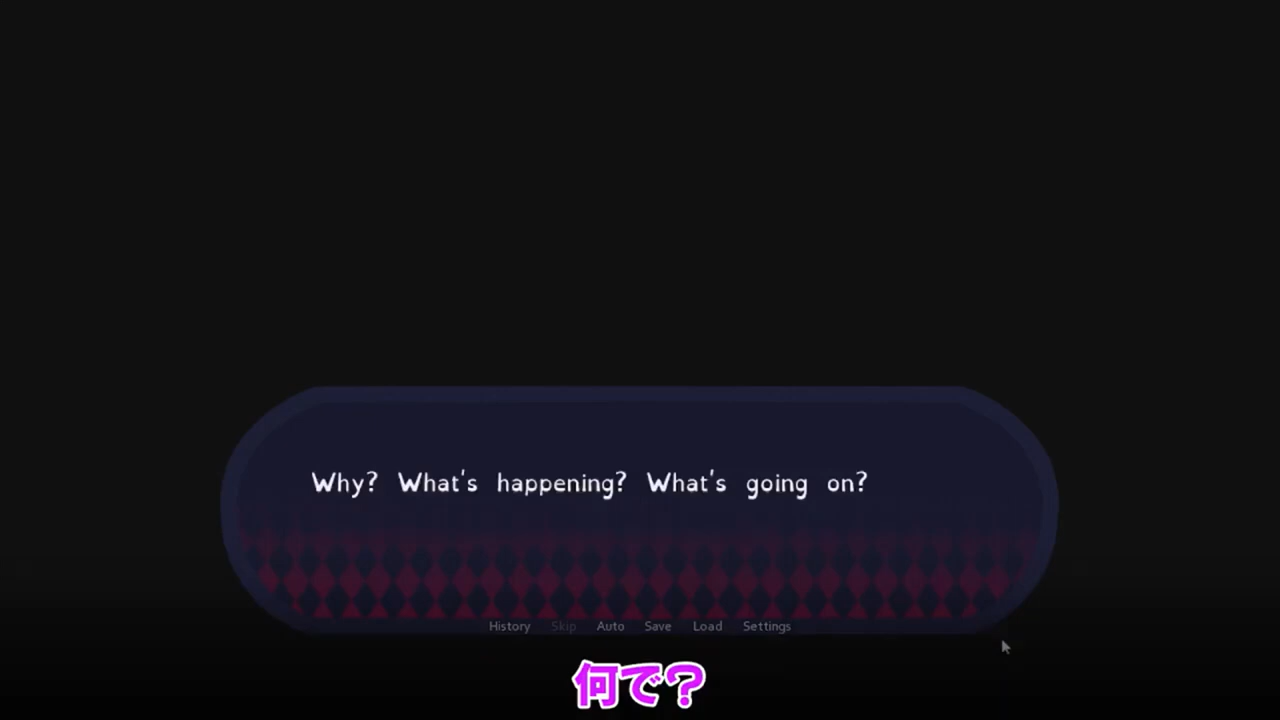 Why? What's happening? What's going on?
History Skip Auto Save Load Settings
何で？